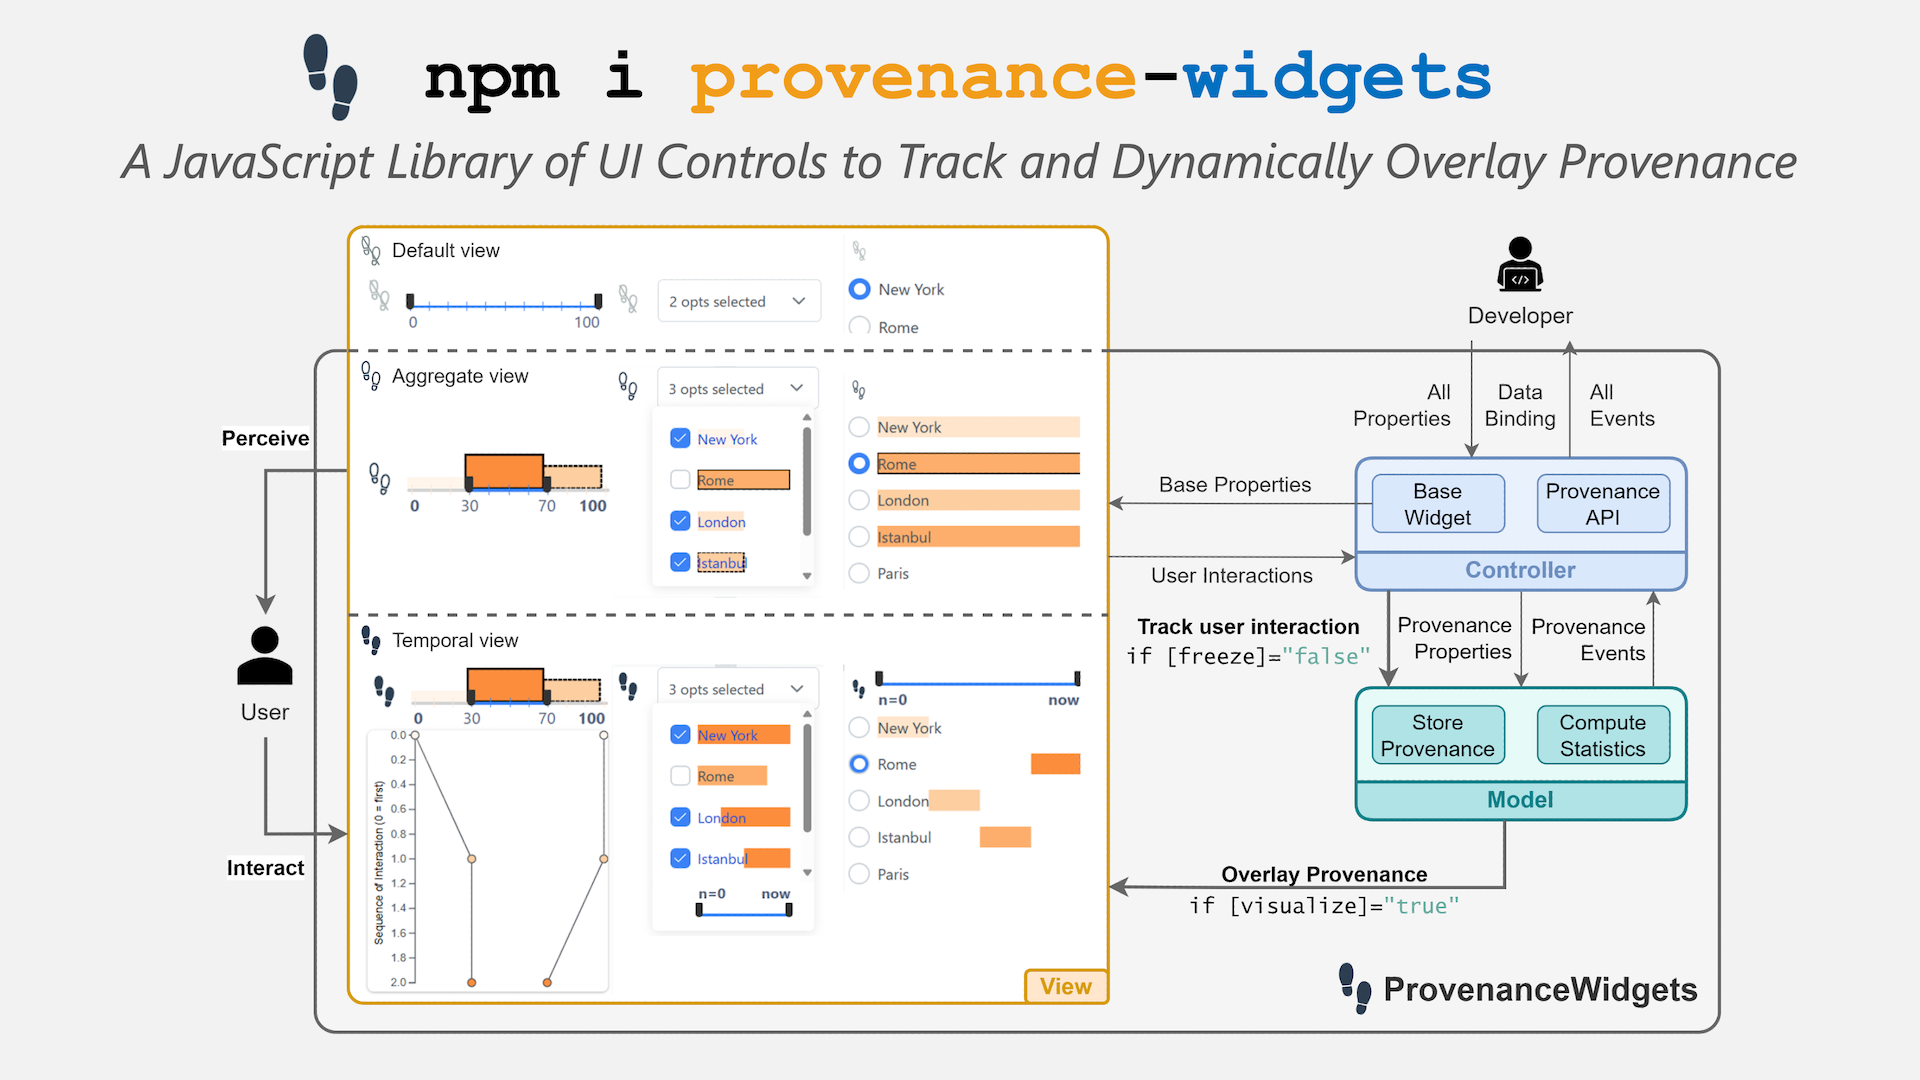 npm i provenance-widgets
A JavaScript Library of UI Controls to Track and Dynamically Overlay Provenance
Default view
0
100
2 opts selected
New York
Rome
Aggregate view
0
30
70
100
3 opts selected
New York
Rome
London
Istanbul
New York
Rome
London
Istanbul
Paris
Temporal view
0
30
70
100
Sequence of Interaction (0 = first)
0.0
0.2
0.4
0.6
0.8
1.0
1.2
1.4
1.6
1.8
2.0
3 opts selected
New York
Rome
London
Istanbul
n=0
now
n=0
now
New York
Rome
London
Istanbul
Paris
View
Perceive
User
Interact
Developer
All
Properties
Data
Binding
All
Events
Base Properties
User Interactions
Base
Widget
Provenance
API
Controller
Track user interaction
if [freeze]="false"
Provenance
Properties
Provenance
Events
Store
Provenance
Compute
Statistics
Model
Overlay Provenance
if [visualize]="true"
ProvenanceWidgets